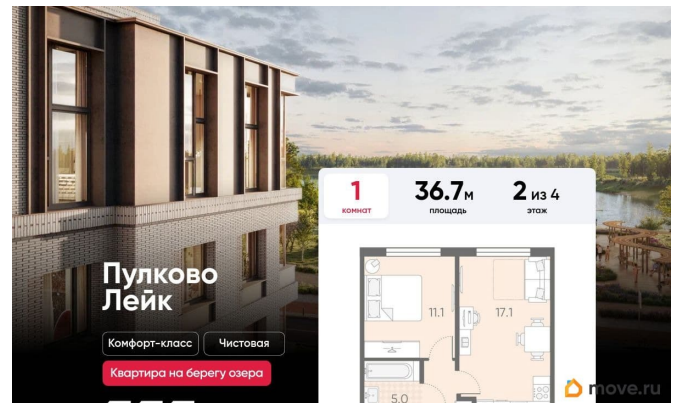 1
комнат
36.7м
площадь
2 из 4
этаж
Пулково
Лейк
Комфорт-класс
Чистовая
Квартира на берегу озера
11.1
17.1
5.0
move.ru